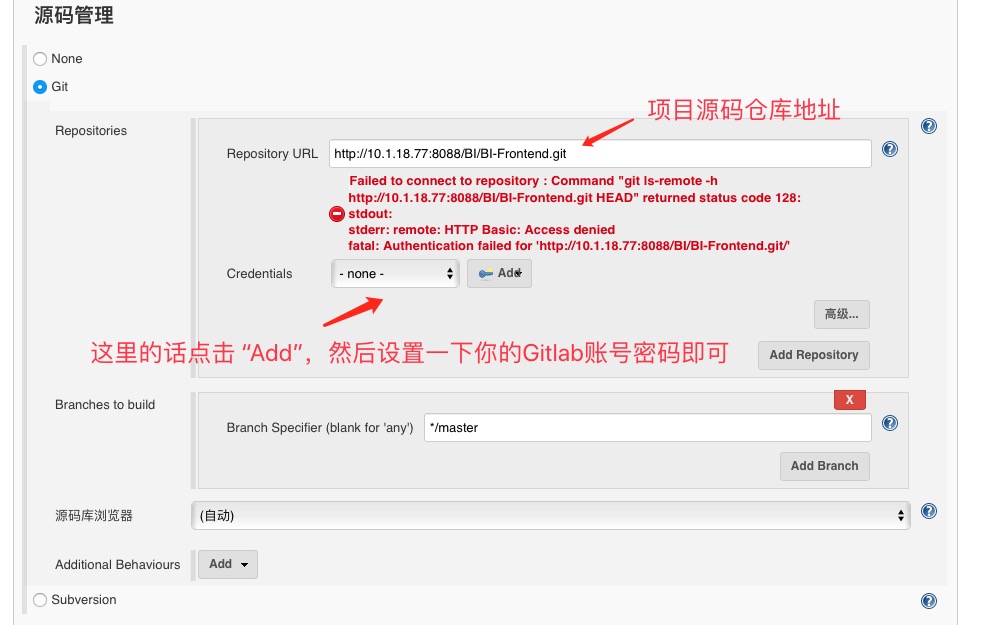 源码管理
None
Git
项目源码仓库地址
Repositories
Repository URL http://10.1.18.77:8088/BI/BI-Frontend.git
Failed to connect to repository : Command "git ls-remote -h
http://10.1.18.77:8088/BI/BI-Frontend.git HEAD" returned status code 128:
stdout:
stderr: remote: HTTP Basic: Access denied
fatal: Authentication failed for 'http://10.1.18.77:8088/BI/BI-Frontend.git/'
Credentials - none - Add
高级...
这里的话点击 “Add”，然后设置一下你的Gitlab账号密码即可
Add Repository
Branches to build
X
Branch Specifier (blank for 'any') */master
Add Branch
源码库浏览器 (自动)
Additional Behaviours Add
Subversion